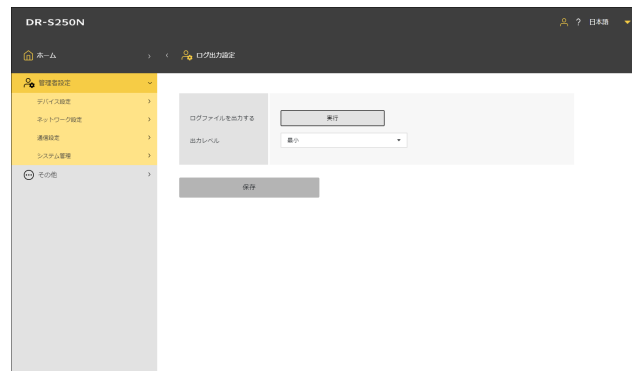 DR-S250N
? 日本語
ホーム
ログ出力設定
管理者設定
デバイス設定
ネットワーク設定
通信設定
システム管理
その他
ログファイルを出力する 実行
出力レベル 最小
保存